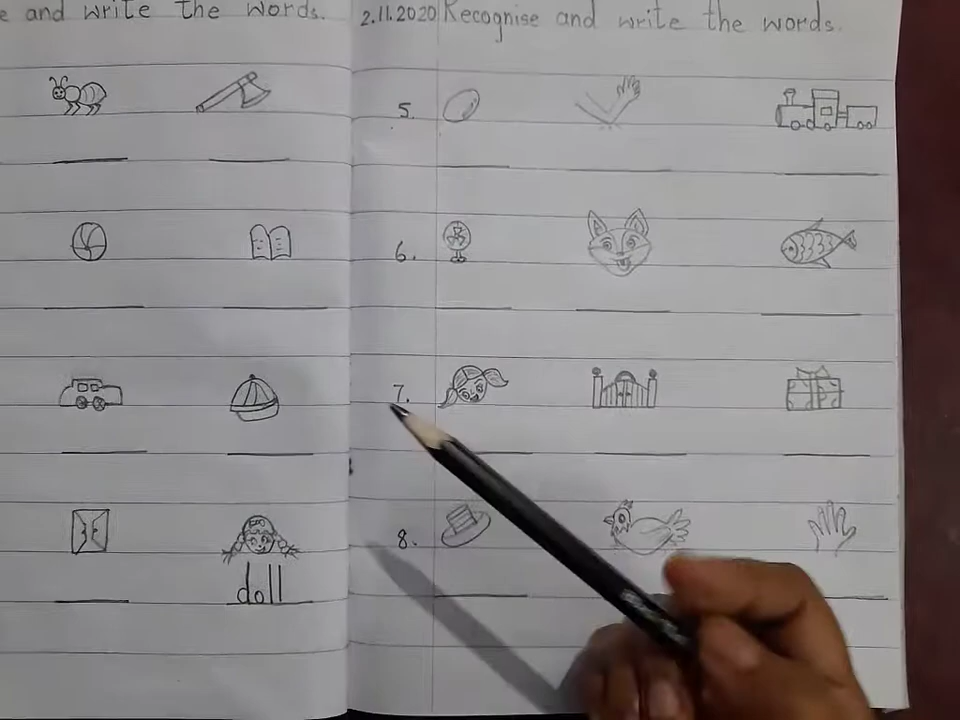 e and write the words.
2.11.2020 Recognise and write the words.
5.
6.
7.
8.
doll